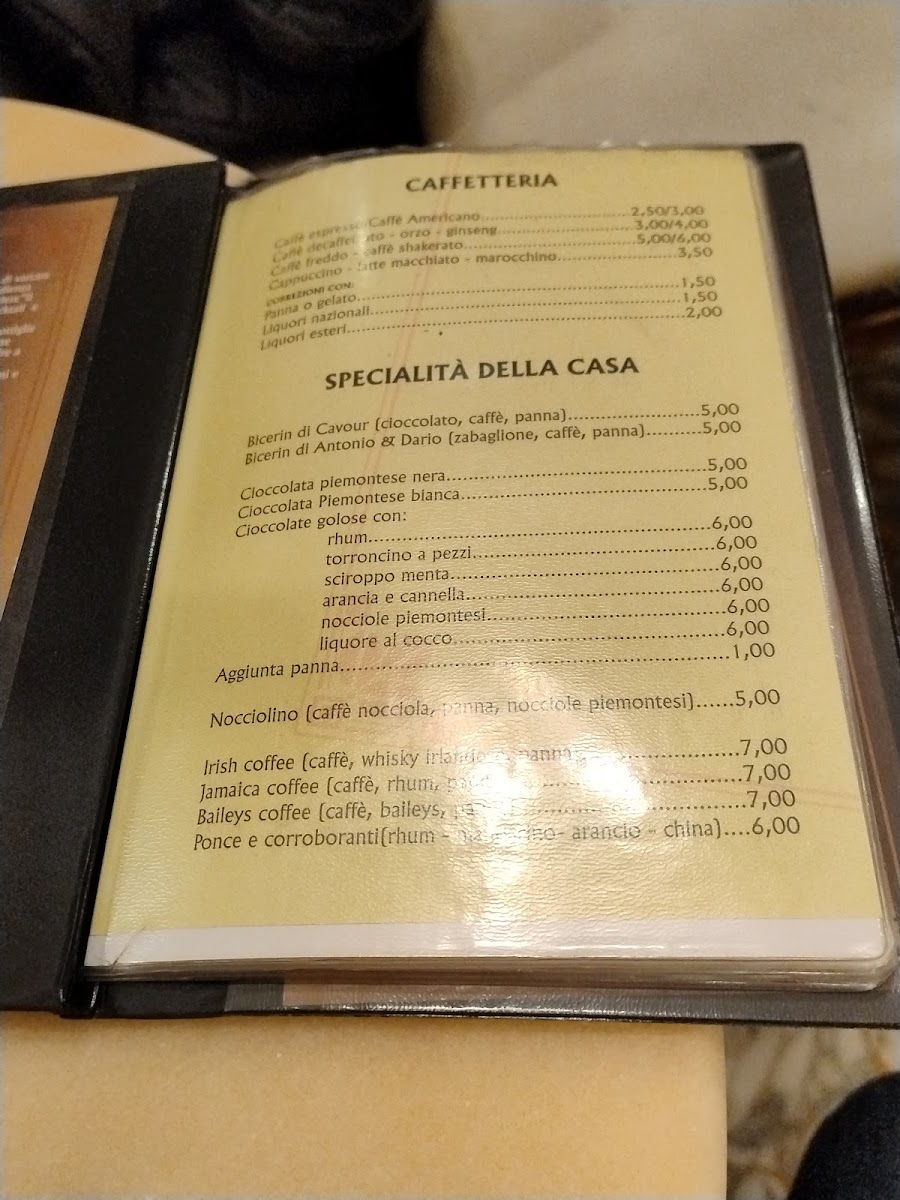 CAFFETTERIA
Caffè espresso Caffè Americano..................2,50/3,00
Caffè decaffeinato - orzo - ginseng..................3,00/4,00
Caffè freddo - caffè shakerato..................5,00/6,00
Cappuccino - latte macchiato - marocchino..................3,50
CORREZIONI CON:
Panna o gelato..................1,50
Liquori nazionali..................1,50
Liquori esteri..................2,00
SPECIALITÀ DELLA CASA
Bicerin di Cavour (cioccolato, caffè, panna)..................5,00
Bicerin di Antonio & Dario (zabaglione, caffè, panna)..........5,00
Cioccolata piemontese nera..................5,00
Cioccolata Piemontese bianca..................5,00
Cioccolate golose con:
rhum..................6,00
torroncino a pezzi..................6,00
sciroppo menta..................6,00
arancia e cannella..................6,00
nocciole piemontesi..................6,00
liquore al cocco..................6,00
Aggiunta panna..................1,00
Nocciolino (caffè nocciola, panna, nocciole piemontesi)......5,00
Irish coffee (caffè, whisky irlandese, panna)..................7,00
Jamaica coffee (caffè, rhum, ..................7,00
Baileys coffee (caffè, baileys, ..................7,00
Ponce e corroboranti(rhum - - arancio - china)....6,00